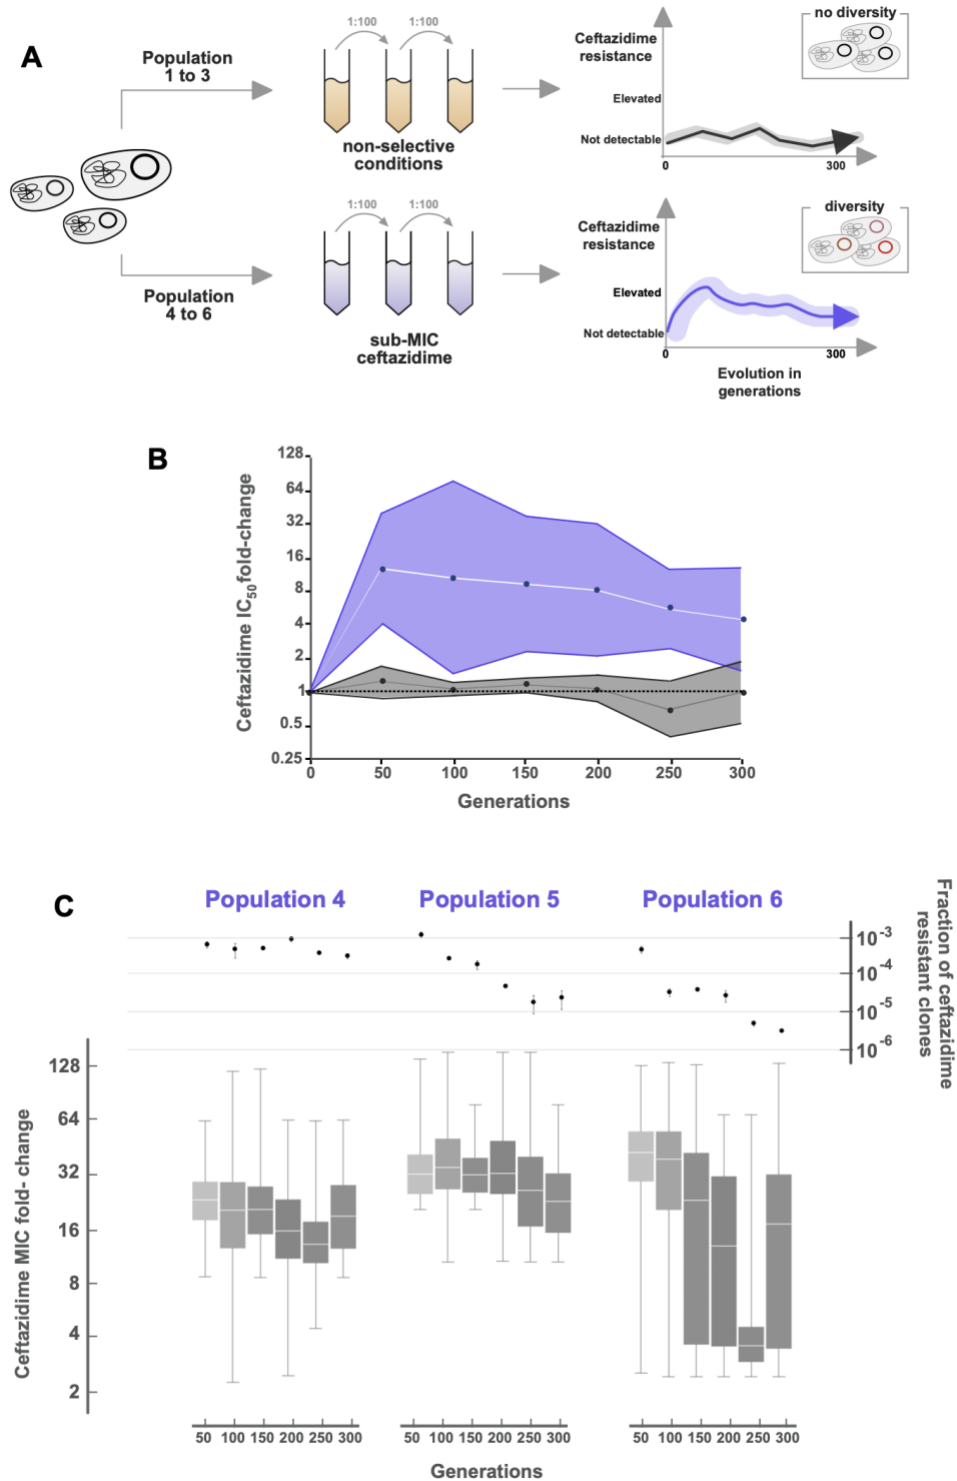 A
Population
1 to 3
1:100 1:100
non-selective
conditions
Ceftazidime
resistance
Elevated
Not detectable
0 300
no diversity
Population
4 to 6
1:100 1:100
sub-MIC
ceftazidime
Ceftazidime
resistance
Elevated
Not detectable
0 300
Evolution in
generations
diversity
B
Ceftazidime IC50 fold-change
128
64
32
16
8
4
2
1
0.5
0.25
0 50 100 150 200 250 300
Generations
C
Population 4 Population 5 Population 6
10-3
10-4
10-5
10-6
Fraction of ceftazidime
resistant clones
Ceftazidime MIC fold- change
128
64
32
16
8
4
2
50 100 150 200 250 300 50 100 150 200 250 300 50 100 150 200 250 300
Generations